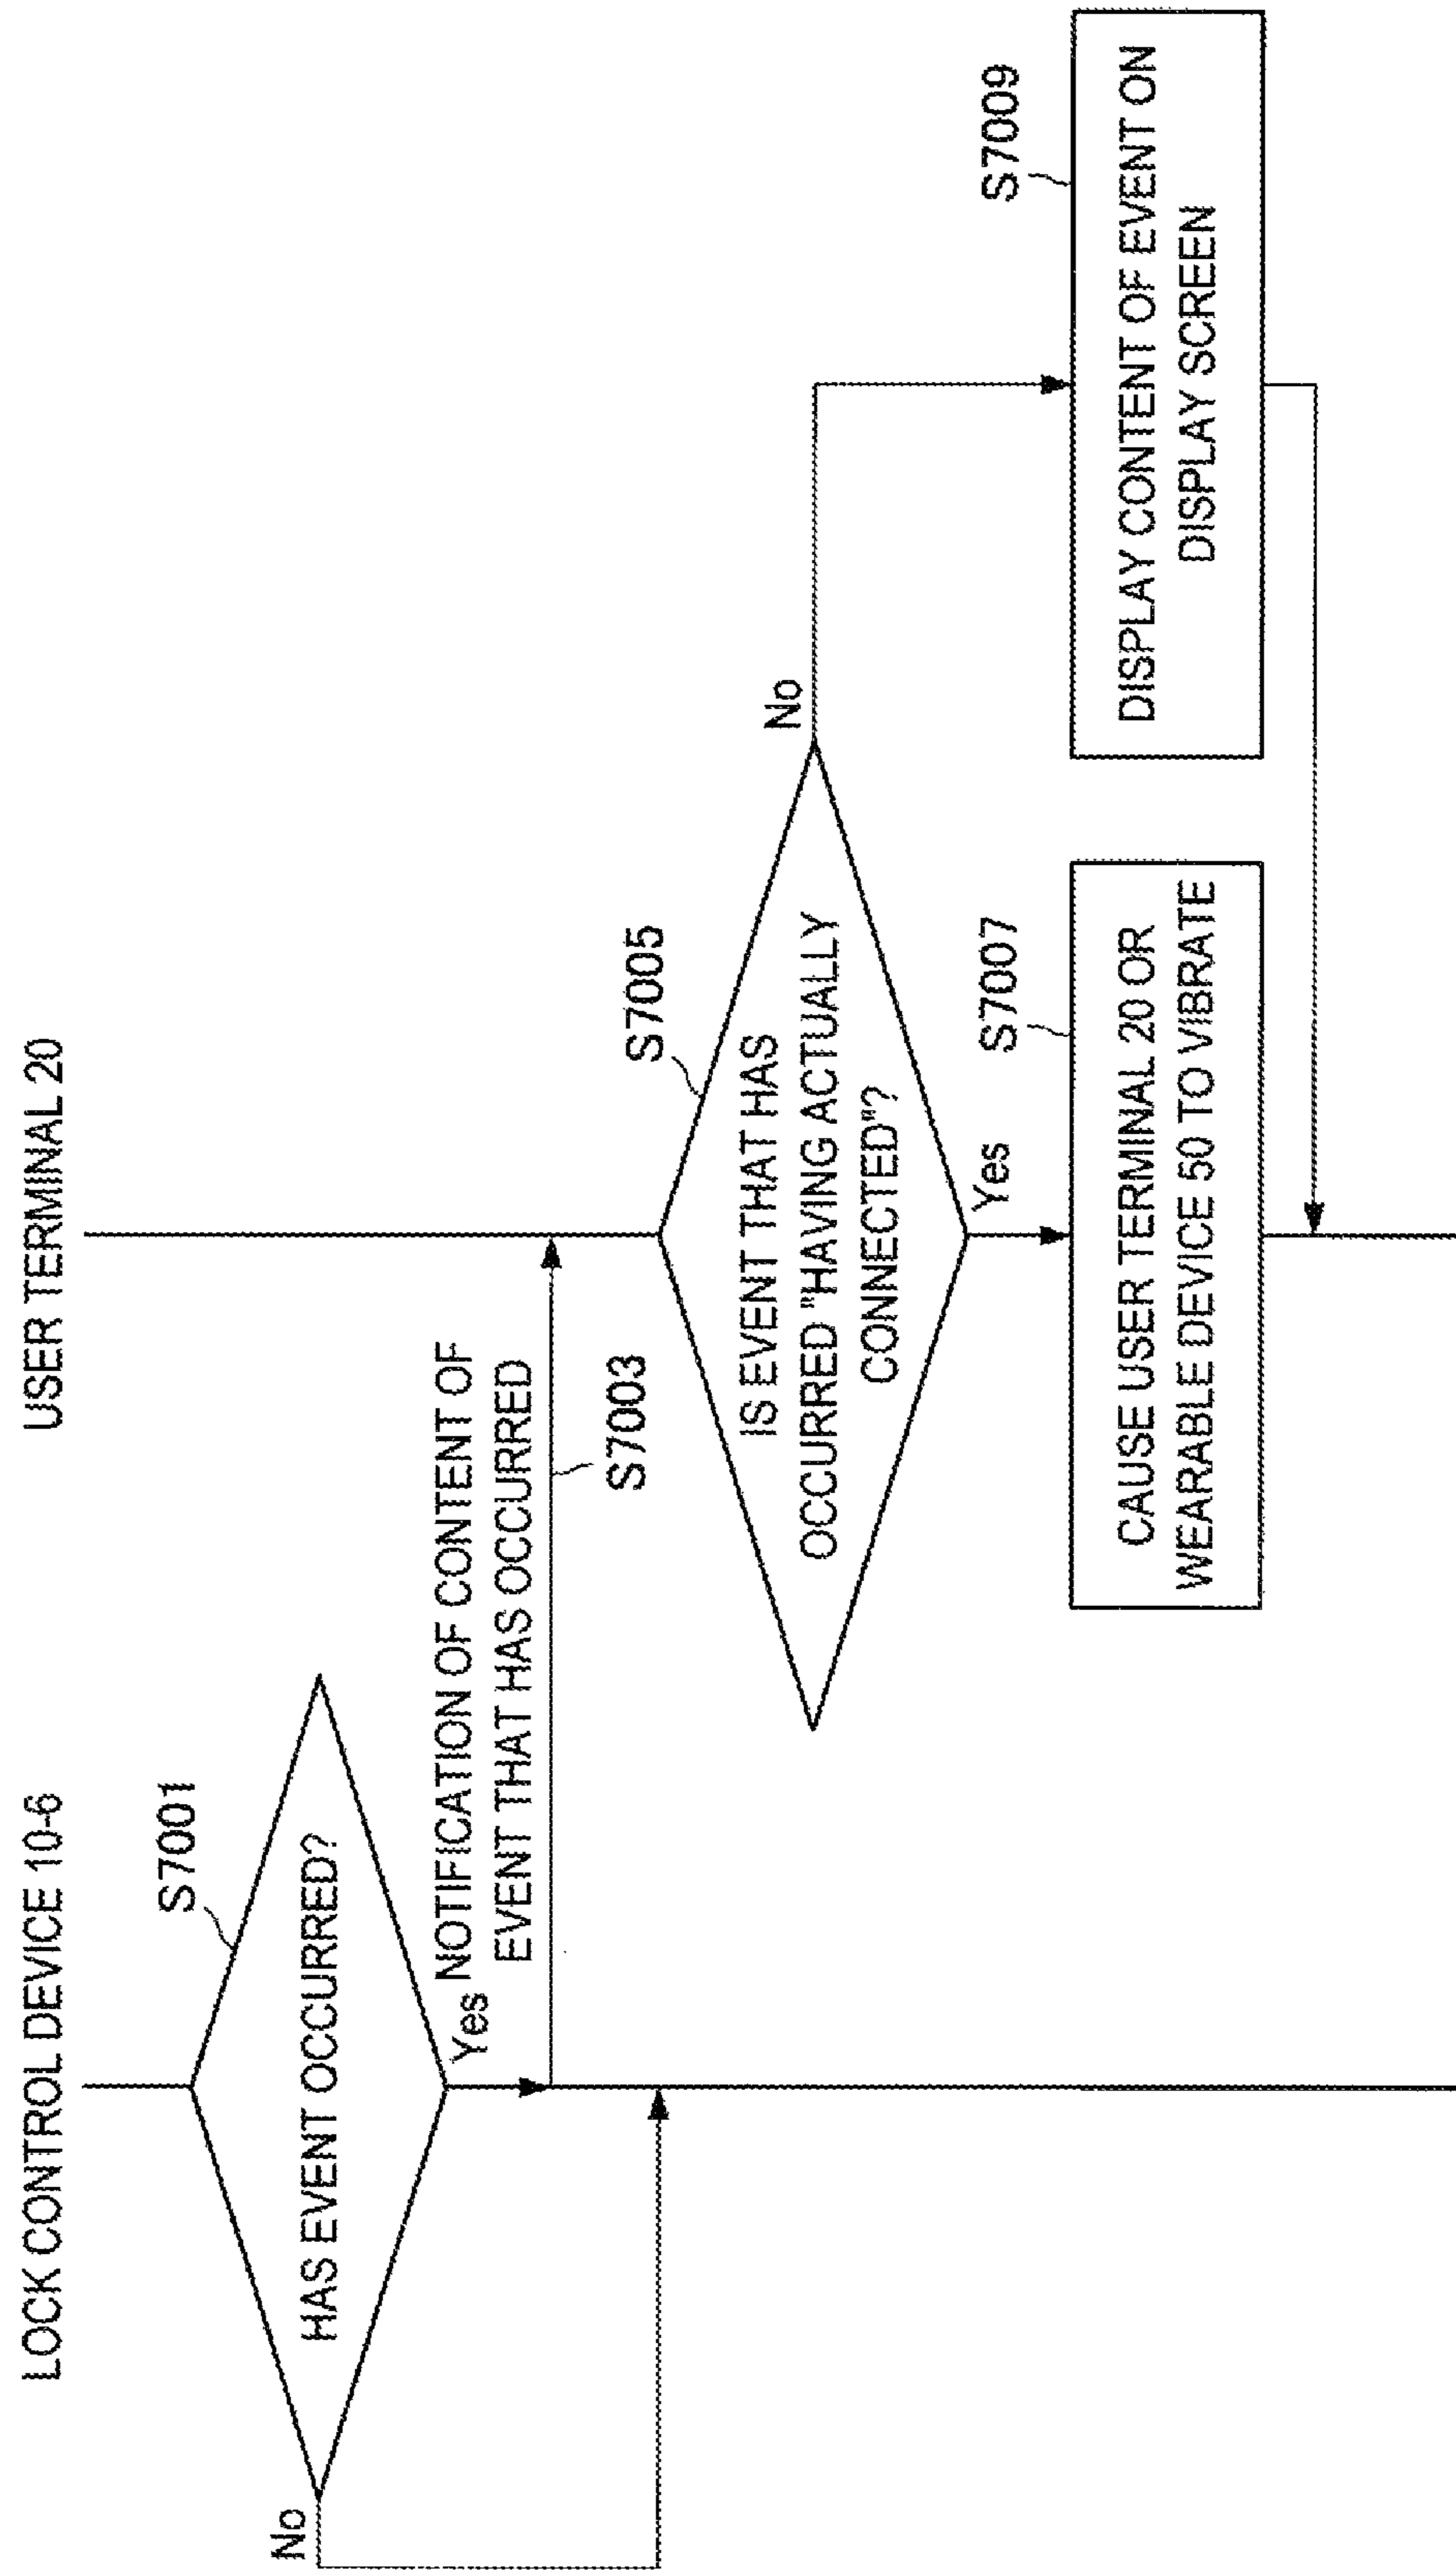 LOCK CONTROL DEVICE 10-6
USER TERMINAL 20
S7001
HAS EVENT OCCURRED?
No
Yes
NOTIFICATION OF CONTENT OF
EVENT THAT HAS OCCURRED
S7003
S7005
IS EVENT THAT HAS
OCCURRED "HAVING ACTUALLY
CONNECTED"?
No
Yes
S7007
CAUSE USER TERMINAL 20 OR
WEARABLE DEVICE 50 TO VIBRATE
S7009
DISPLAY CONTENT OF EVENT ON
DISPLAY SCREEN